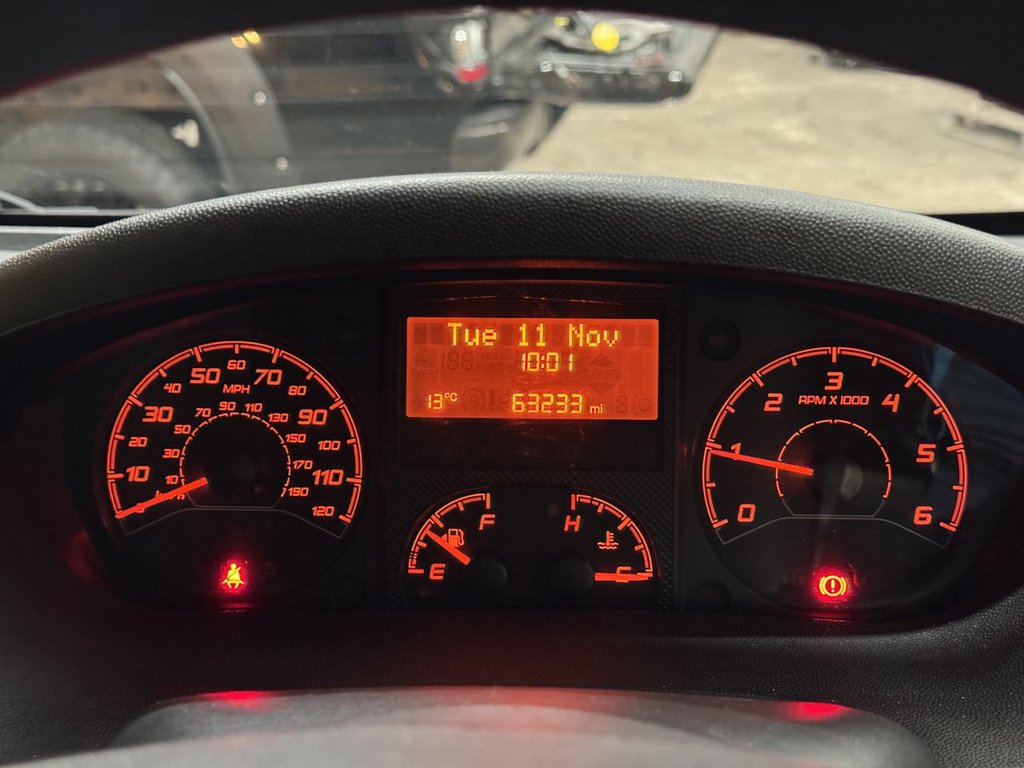 Tue 11 Nov
10:01
13°C 63233 mi
10 20 30 40 50 60 70 80 90 100 110 120
MPH
10 30 50 70 90 110 130 150 170 190
E F
H C
0 1 2 3 4 5 6
RPM X 1000